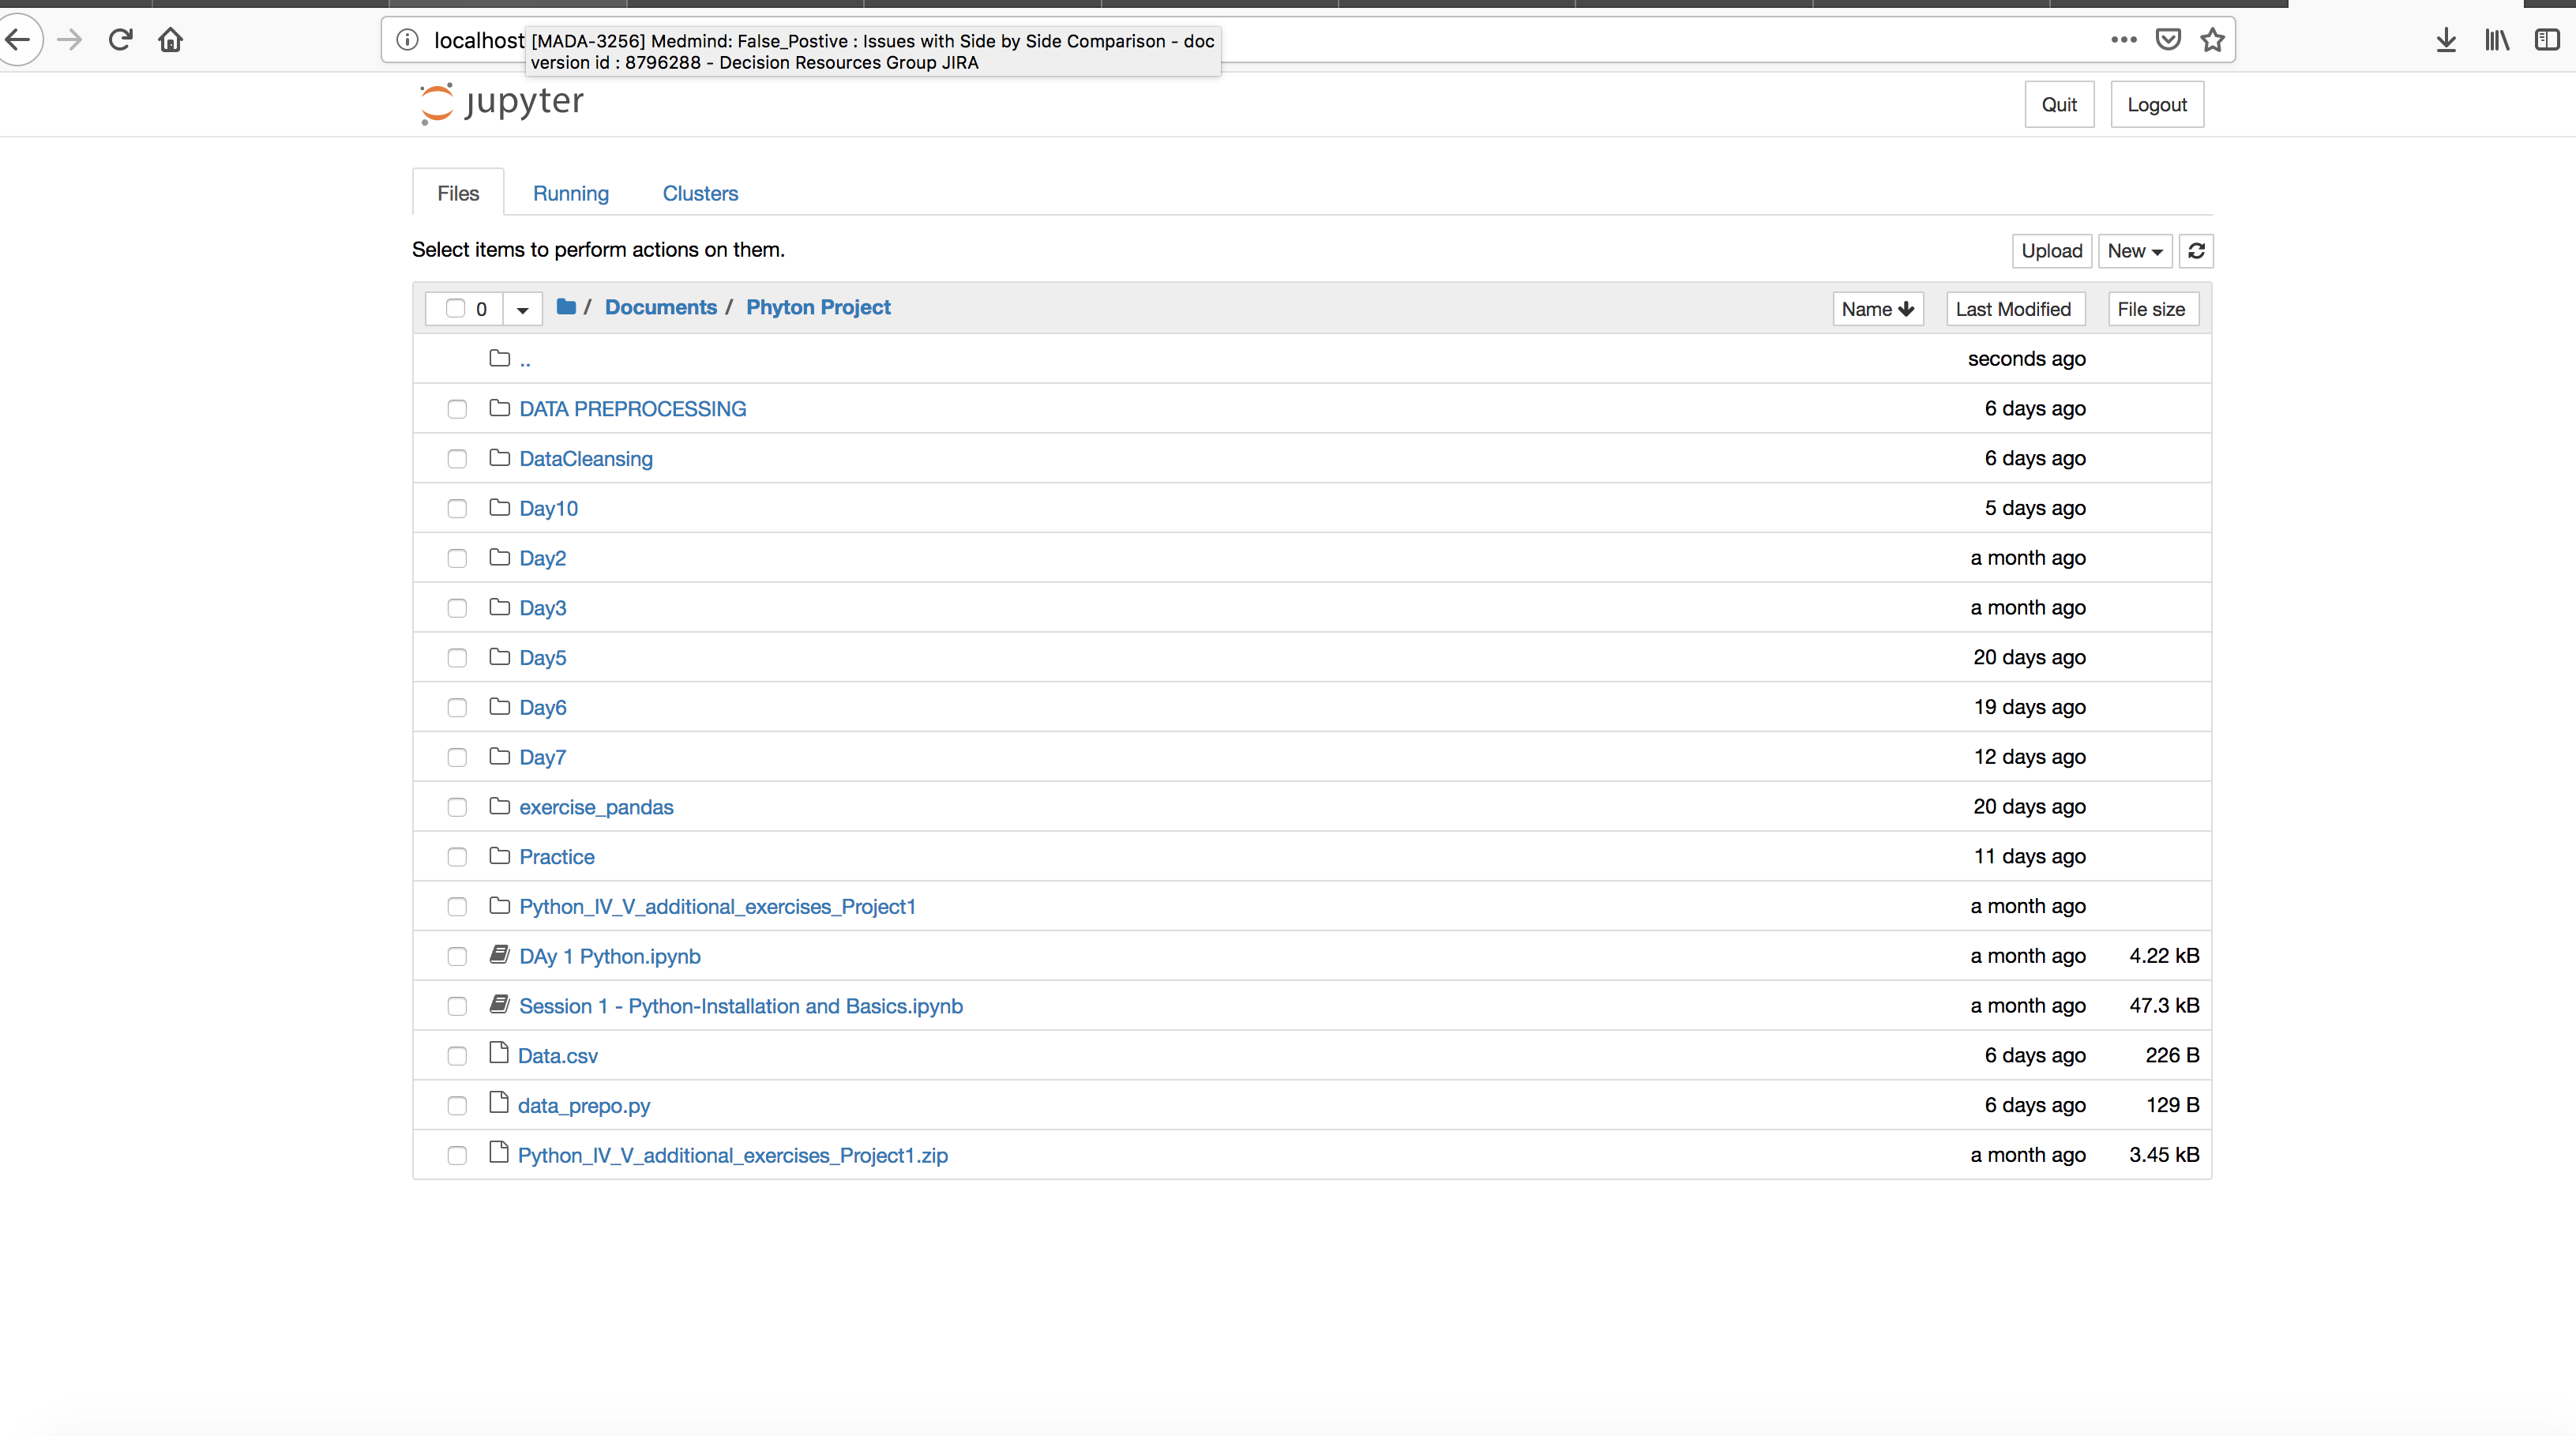 localhost
[MADA-3256] Medmind: False_Postive : Issues with Side by Side Comparison - doc
version id : 8796288 - Decision Resources Group JIRA
jupyter
Quit Logout
Files Running Clusters
Select items to perform actions on them.
Upload New
0 / Documents / Phyton Project Name Last Modified File size
.. seconds ago
DATA PREPROCESSING 6 days ago
DataCleansing 6 days ago
Day10 5 days ago
Day2 a month ago
Day3 a month ago
Day5 20 days ago
Day6 19 days ago
Day7 12 days ago
exercise_pandas 20 days ago
Practice 11 days ago
Python_IV_V_additional_exercises_Project1 a month ago
DAy 1 Python.ipynb a month ago 4.22 kB
Session 1 - Python-Installation and Basics.ipynb a month ago 47.3 kB
Data.csv 6 days ago 226 B
data_prepo.py 6 days ago 129 B
Python_IV_V_additional_exercises_Project1.zip a month ago 3.45 kB